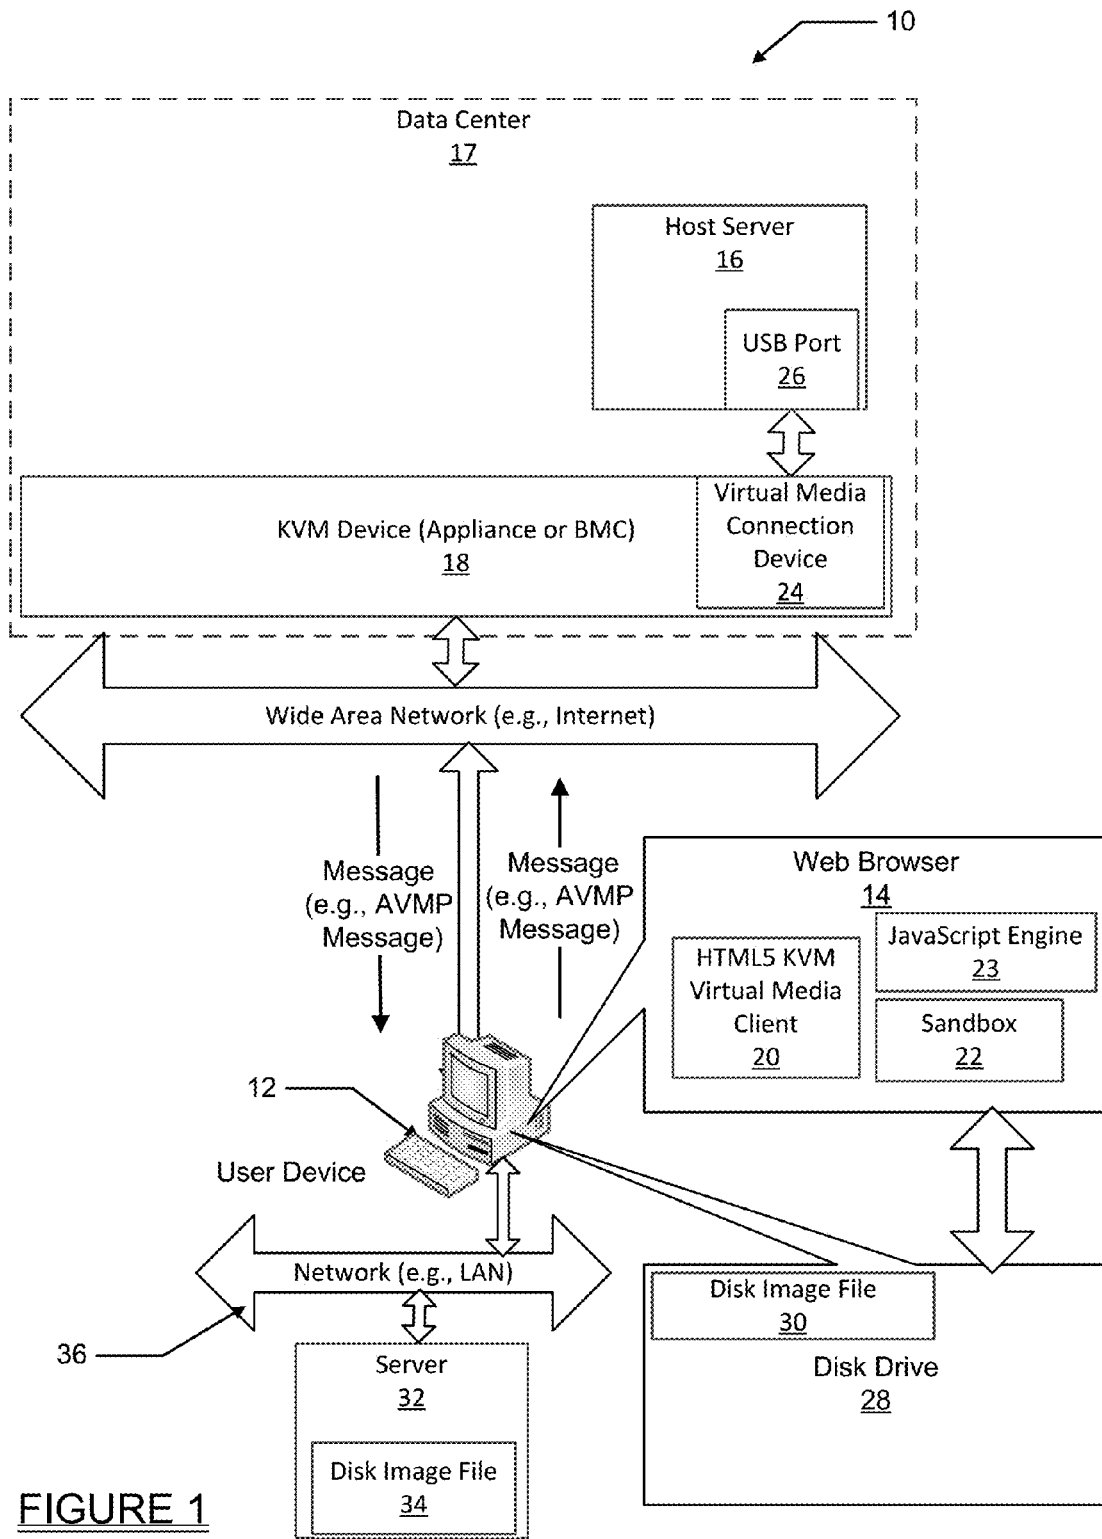 10
Data Center
17
Host Server
16
USB Port
26
KVM Device (Appliance or BMC)
18
Virtual Media
Connection
Device
24
Wide Area Network (e.g., Internet)
Message
(e.g., AVMP
Message)
Message
(e.g., AVMP
Message)
Web Browser
14
HTML5 KVM
Virtual Media
Client
20
JavaScript Engine
23
Sandbox
22
12
User Device
Network (e.g., LAN)
36
Server
32
Disk Image File
34
Disk Image File
30
Disk Drive
28
FIGURE 1